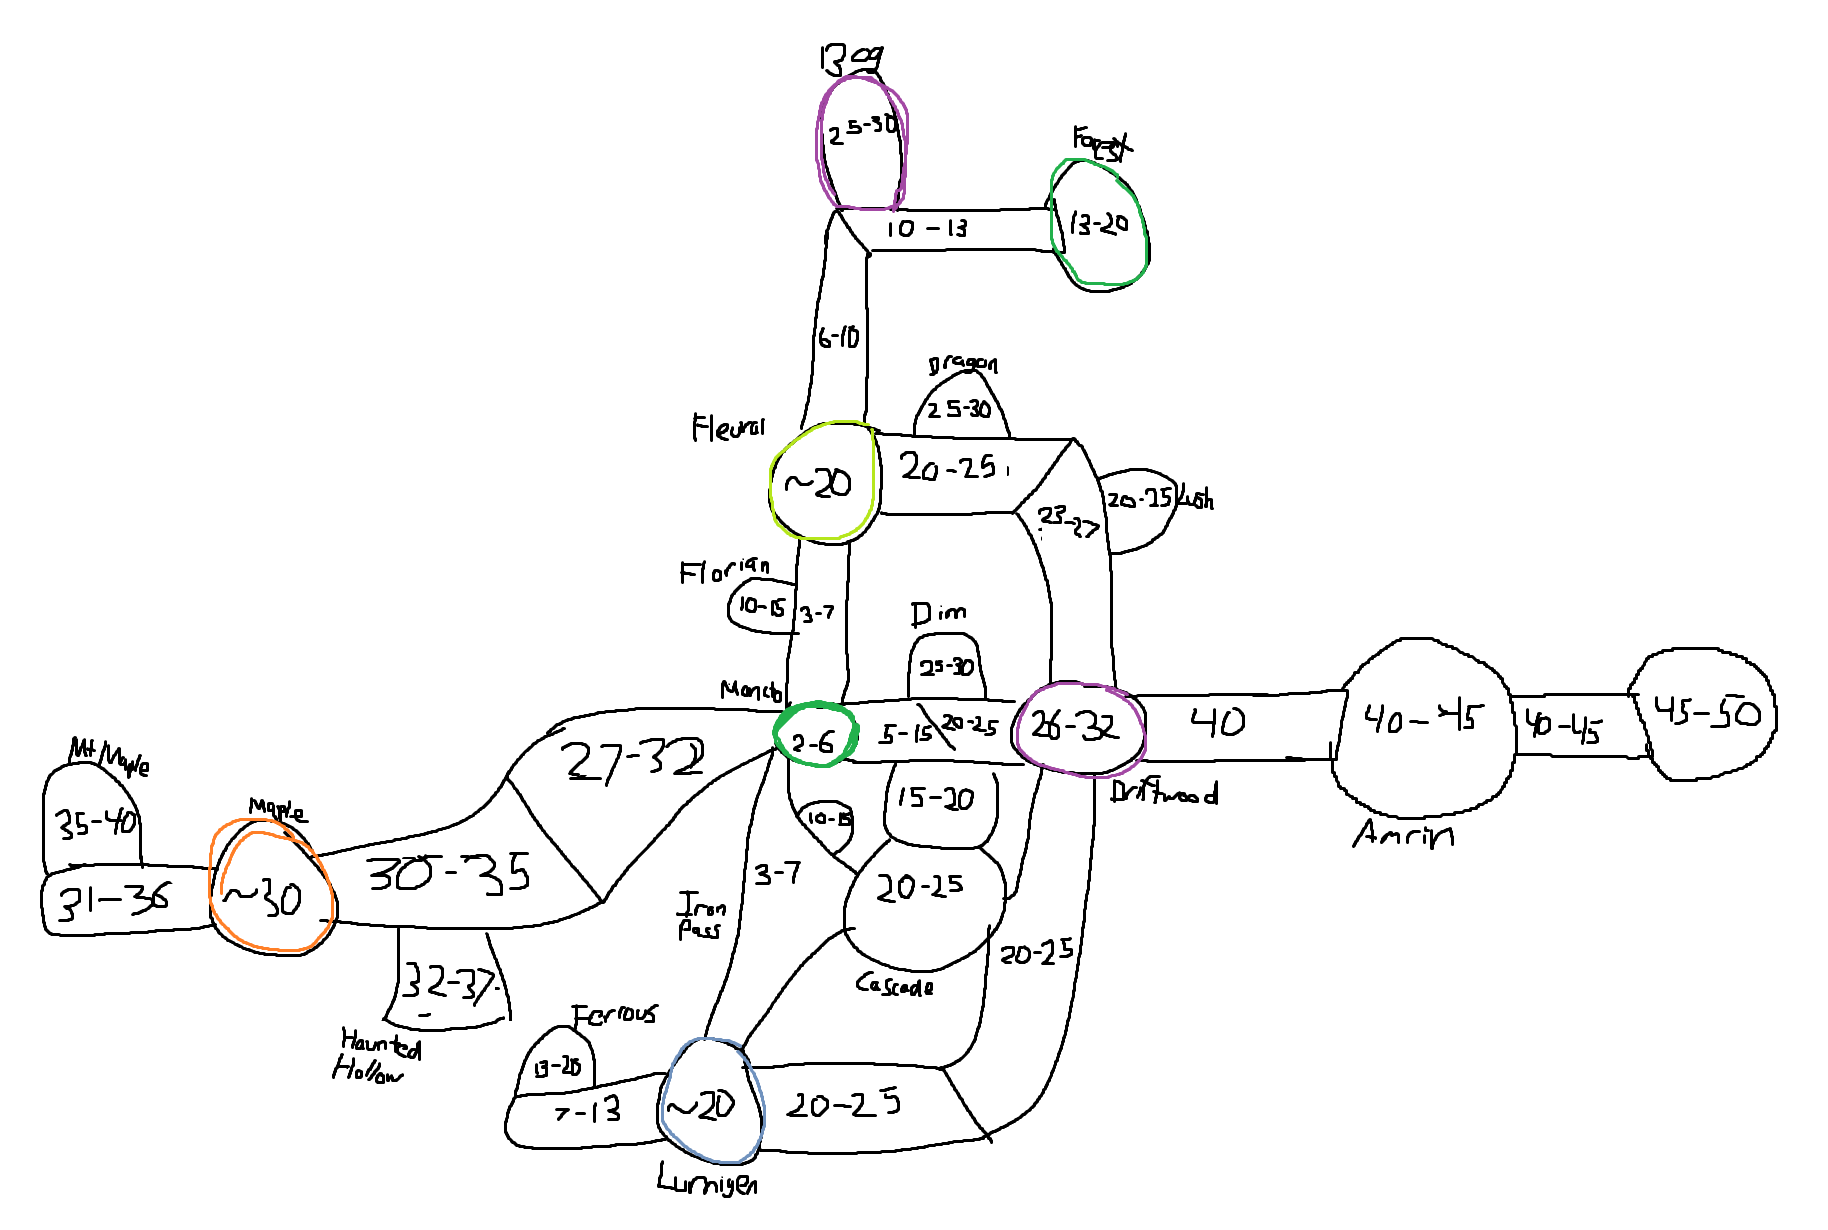 Bog
25-30
Forest
13-20
10-13
6-10
Dragon
25-30
Fleural
~20
20-25
23-27
20-25
Lush
Florian
10-15
3-7
Dim
25-30
2-6
5-15
20-25
26-32
Driftwood
40
40-45
Amrin
40-45
45-50
27-32
Mt Maple
35-40
Maple
31-36
~30
30-35
32-37
Haunted
Hollow
10-15
15-20
20-25
Cascade
3-7
Iron
Pass
20-25
Ferrous
13-20
7-13
~20
20-25
Lumigen